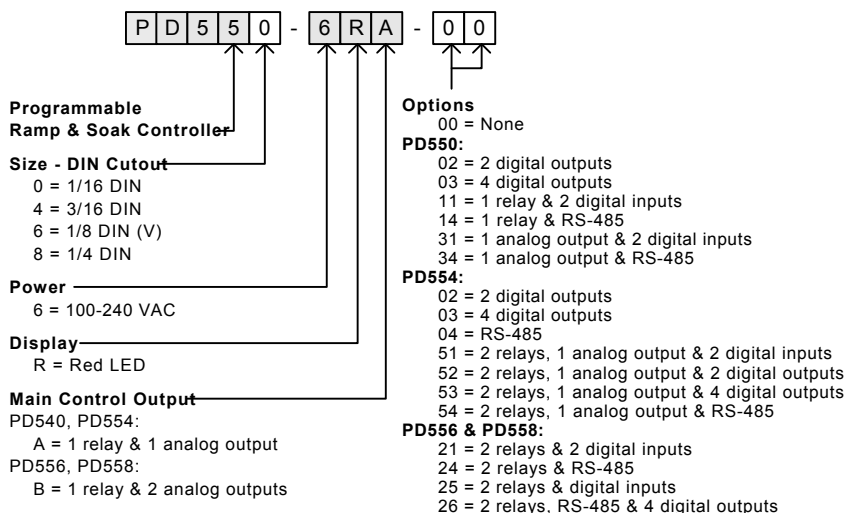 PD550 - 6RA - 00
Programmable
Ramp & Soak Controller
Size - DIN Cutout
0 = 1/16 DIN
4 = 3/16 DIN
6 = 1/8 DIN (V)
8 = 1/4 DIN
Power
6 = 100-240 VAC
Display
R = Red LED
Main Control Output
PD540, PD554:
A = 1 relay & 1 analog output
PD556, PD558:
B = 1 relay & 2 analog outputs
Options
00 = None
PD550:
02 = 2 digital outputs
03 = 4 digital outputs
11 = 1 relay & 2 digital inputs
14 = 1 relay & RS-485
31 = 1 analog output & 2 digital inputs
34 = 1 analog output & RS-485
PD554:
02 = 2 digital outputs
03 = 4 digital outputs
04 = RS-485
51 = 2 relays, 1 analog output & 2 digital inputs
52 = 2 relays, 1 analog output & 2 digital outputs
53 = 2 relays, 1 analog output & 4 digital outputs
54 = 2 relays, 1 analog output & RS-485
PD556 & PD558:
21 = 2 relays & 2 digital inputs
24 = 2 relays & RS-485
25 = 2 relays & digital inputs
26 = 2 relays, RS-485 & 4 digital outputs